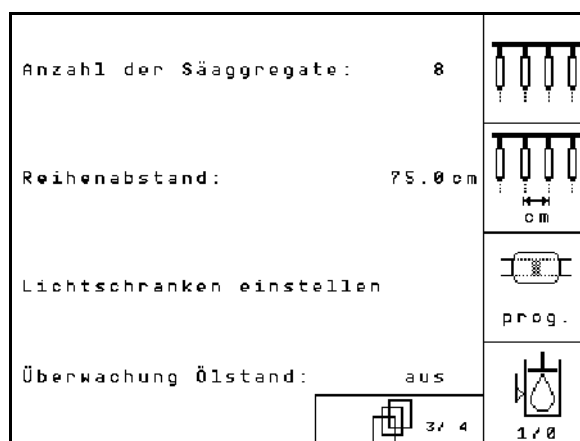 Anzahl der Säaggregate: 8
Reihenabstand: 75.0cm
cm
Lichtschranken einstellen
prog.
Überwachung Ölstand: aus
3/ 4
1/0